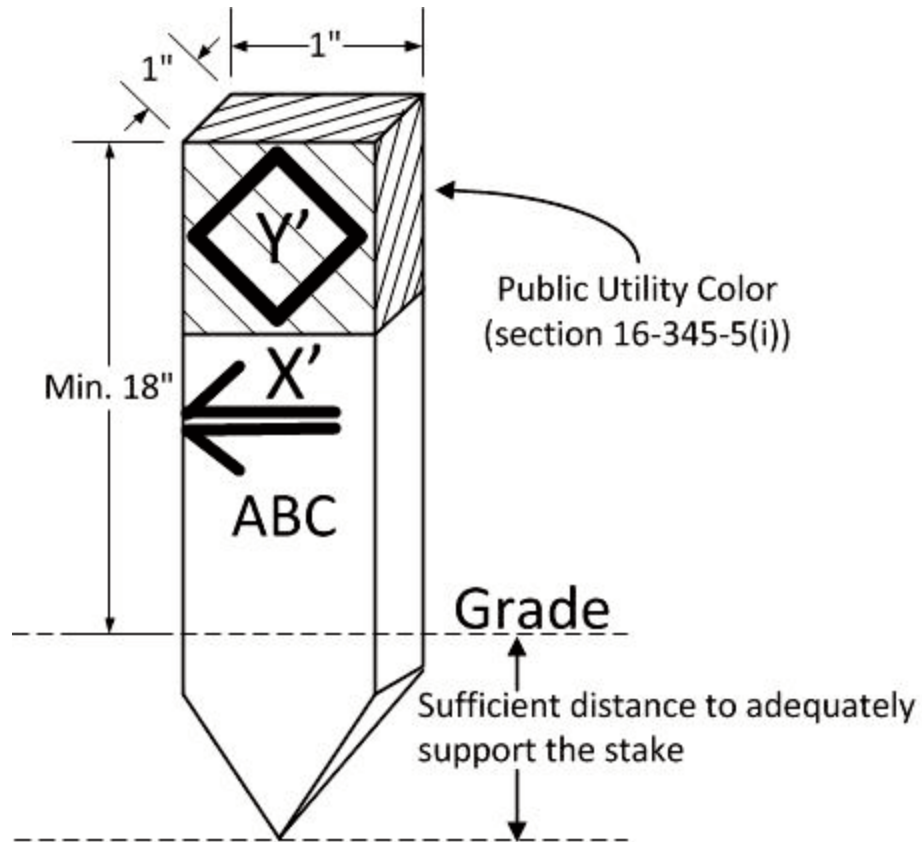 1"
1"
Y'
Public Utility Color
(section 16-345-5(i))
X'
Min. 18"
ABC
Grade
Sufficient distance to adequately
support the stake